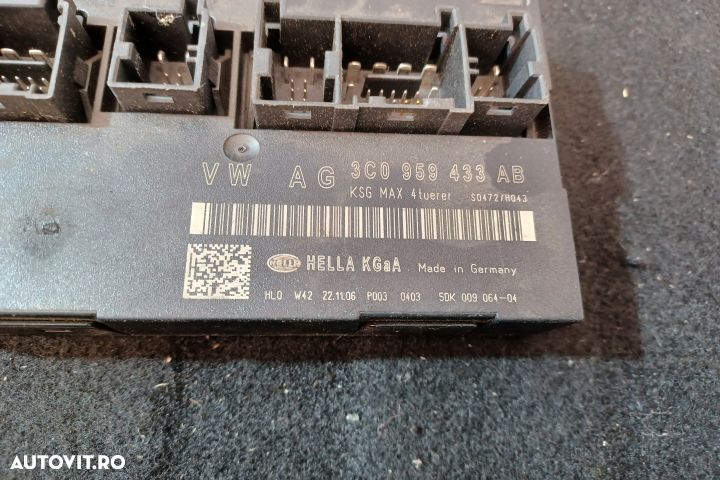 VW AG 3C0 959 433 AB
KSG MAX 4tuerer S0472/H043
HELLA HELLA KGaA Made in Germany
HLO W42 22.11.06 P003 0403 5DK 009 064-04
AUTOVIT.RO